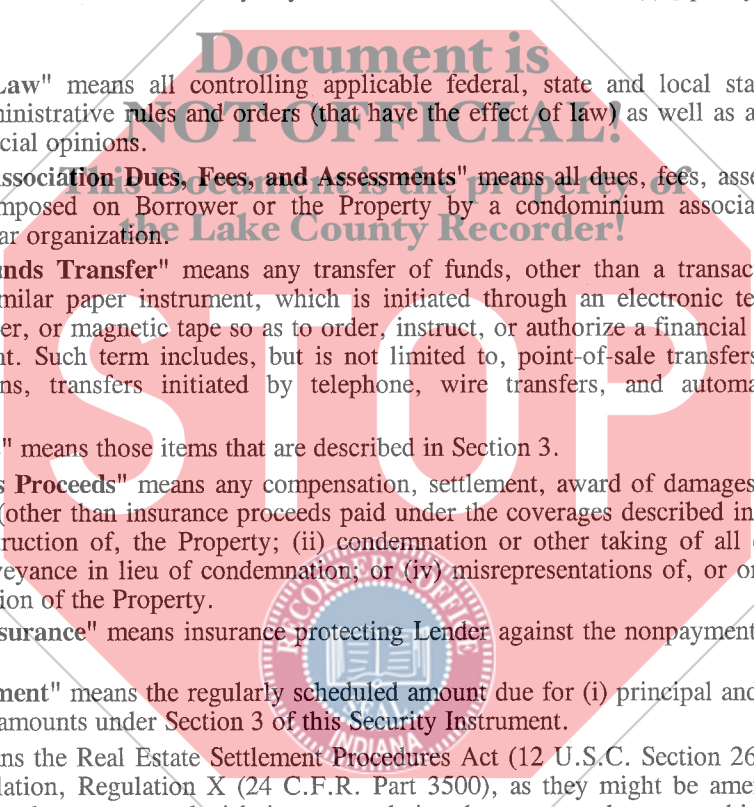 Document is
Law" means all controlling applicable federal, state and local sta
ministrative rules and orders (that have the effect of law) as well as a
NOT OFFICIAL!
cial opinions.
This Document is the property of
Association Dues, Fees, and Assessments" means all dues, fees, asse
mposed on Borrower or the Property by a condominium associa
the Lake County Recorder!
ar organization.
unds Transfer" means any transfer of funds, other than a transac
milar paper instrument, which is initiated through an electronic te
er, or magnetic tape so as to order, instruct, or authorize a financial
nt. Such term includes, but is not limited to, point-of-sale transfers
ns, transfers initiated by telephone, wire transfers, and automa
STOP
" means those items that are described in Section 3.
s Proceeds" means any compensation, settlement, award of damages
(other than insurance proceeds paid under the coverages described in
ruction of, the Property; (ii) condemnation or other taking of all
veyance in lieu of condemnation; or (iv) misrepresentations of, or o
ion of the Property.
RECORDER'S OFFICE
surance" means insurance protecting Lender against the nonpayment
SEAL
ment" means the regularly scheduled amount due for (i) principal and
amounts under Section 3 of this Security Instrument.
INDIANA
ns the Real Estate Settlement Procedures Act (12 U.S.C. Section 26
lation, Regulation X (24 C.F.R. Part 3500), as they might be ame